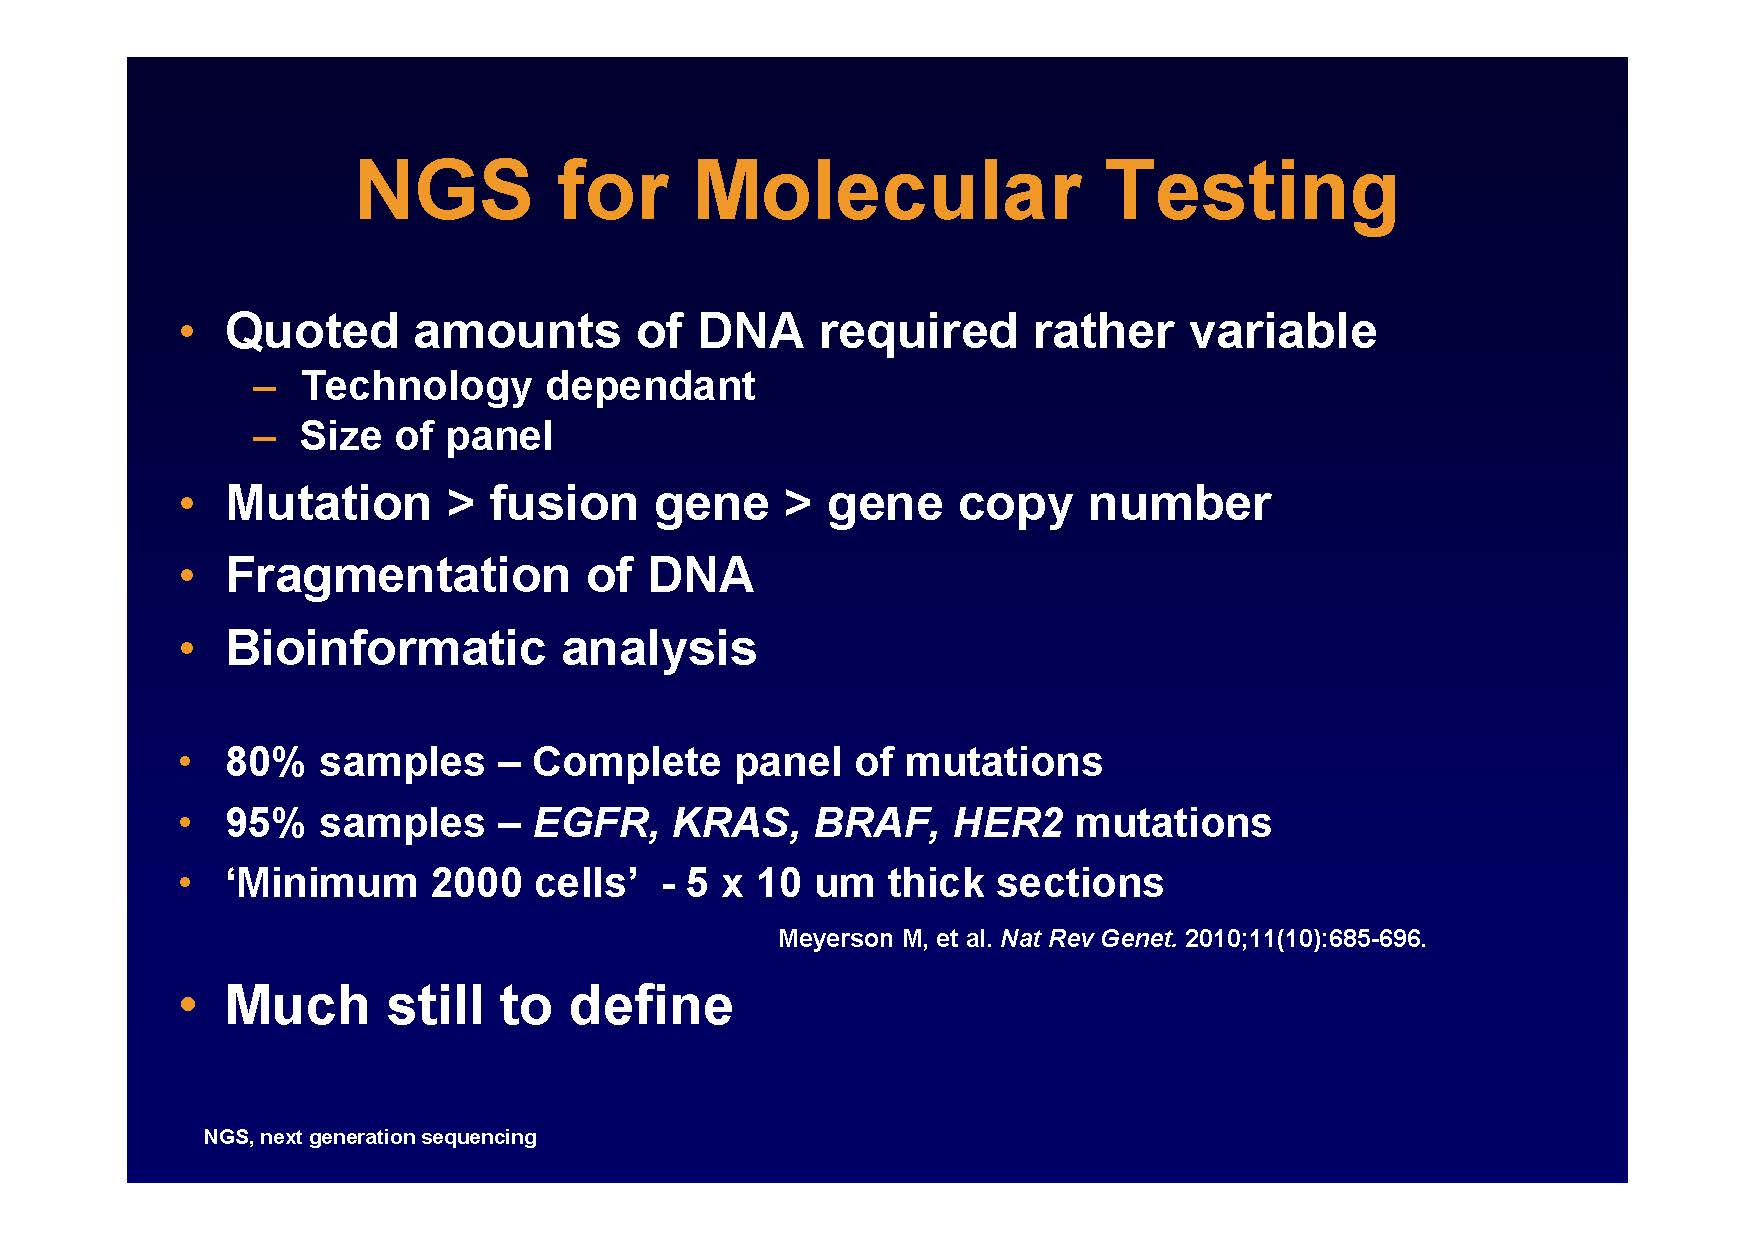 NGS for Molecular Testing
• Quoted amounts of DNA required rather variable
– Technology dependant
– Size of panel
• Mutation > fusion gene > gene copy number
• Fragmentation of DNA
• Bioinformatic analysis
• 80% samples – Complete panel of mutations
• 95% samples – EGFR, KRAS, BRAF, HER2 mutations
• ‘Minimum 2000 cells’ - 5 x 10 um thick sections
Meyerson M, et al. Nat Rev Genet. 2010;11(10):685-696.
• Much still to define
NGS, next generation sequencing